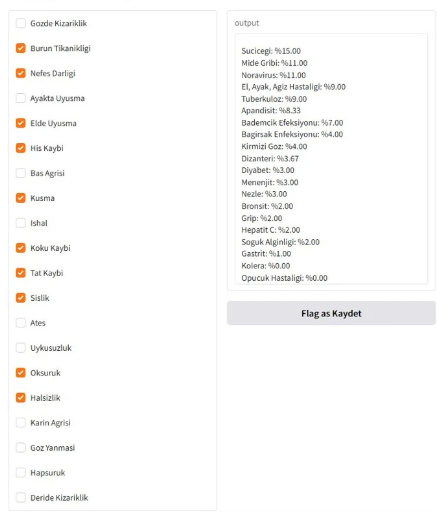 Gozde Kizariklik
Burun Tikanikligi
Nefes Darligi
Ayakta Uyusma
Elde Uyusma
His Kaybi
Bas Agrisi
Kusma
Ishal
Koku Kaybi
Tat Kaybi
Sislik
Ates
Uykusuzluk
Oksuruk
Halsizlik
Karin Agrisi
Goz Yanmasi
Hapsuruk
Deride Kizariklik
output
Sucicegi: %15.00
Mide Gribi: %11.00
Noravirus: %11.00
El, Ayak, Agiz Hastaligi: %9.00
Tuberkuloz: %9.00
Apandisit: %8.33
Bademcik Efeksiyonu: %7.00
Bagirsak Enfeksiyonu: %4.00
Kirmizi Goz: %4.00
Dizanteri: %3.67
Diyabet: %3.00
Menenjit: %3.00
Nezle: %3.00
Bronsit: %2.00
Grip: %2.00
Hepatit C: %2.00
Soguk Alginligi: %2.00
Gastrit: %1.00
Kolera: %0.00
Opucuk Hastaligi: %0.00
Flag as Kaydet